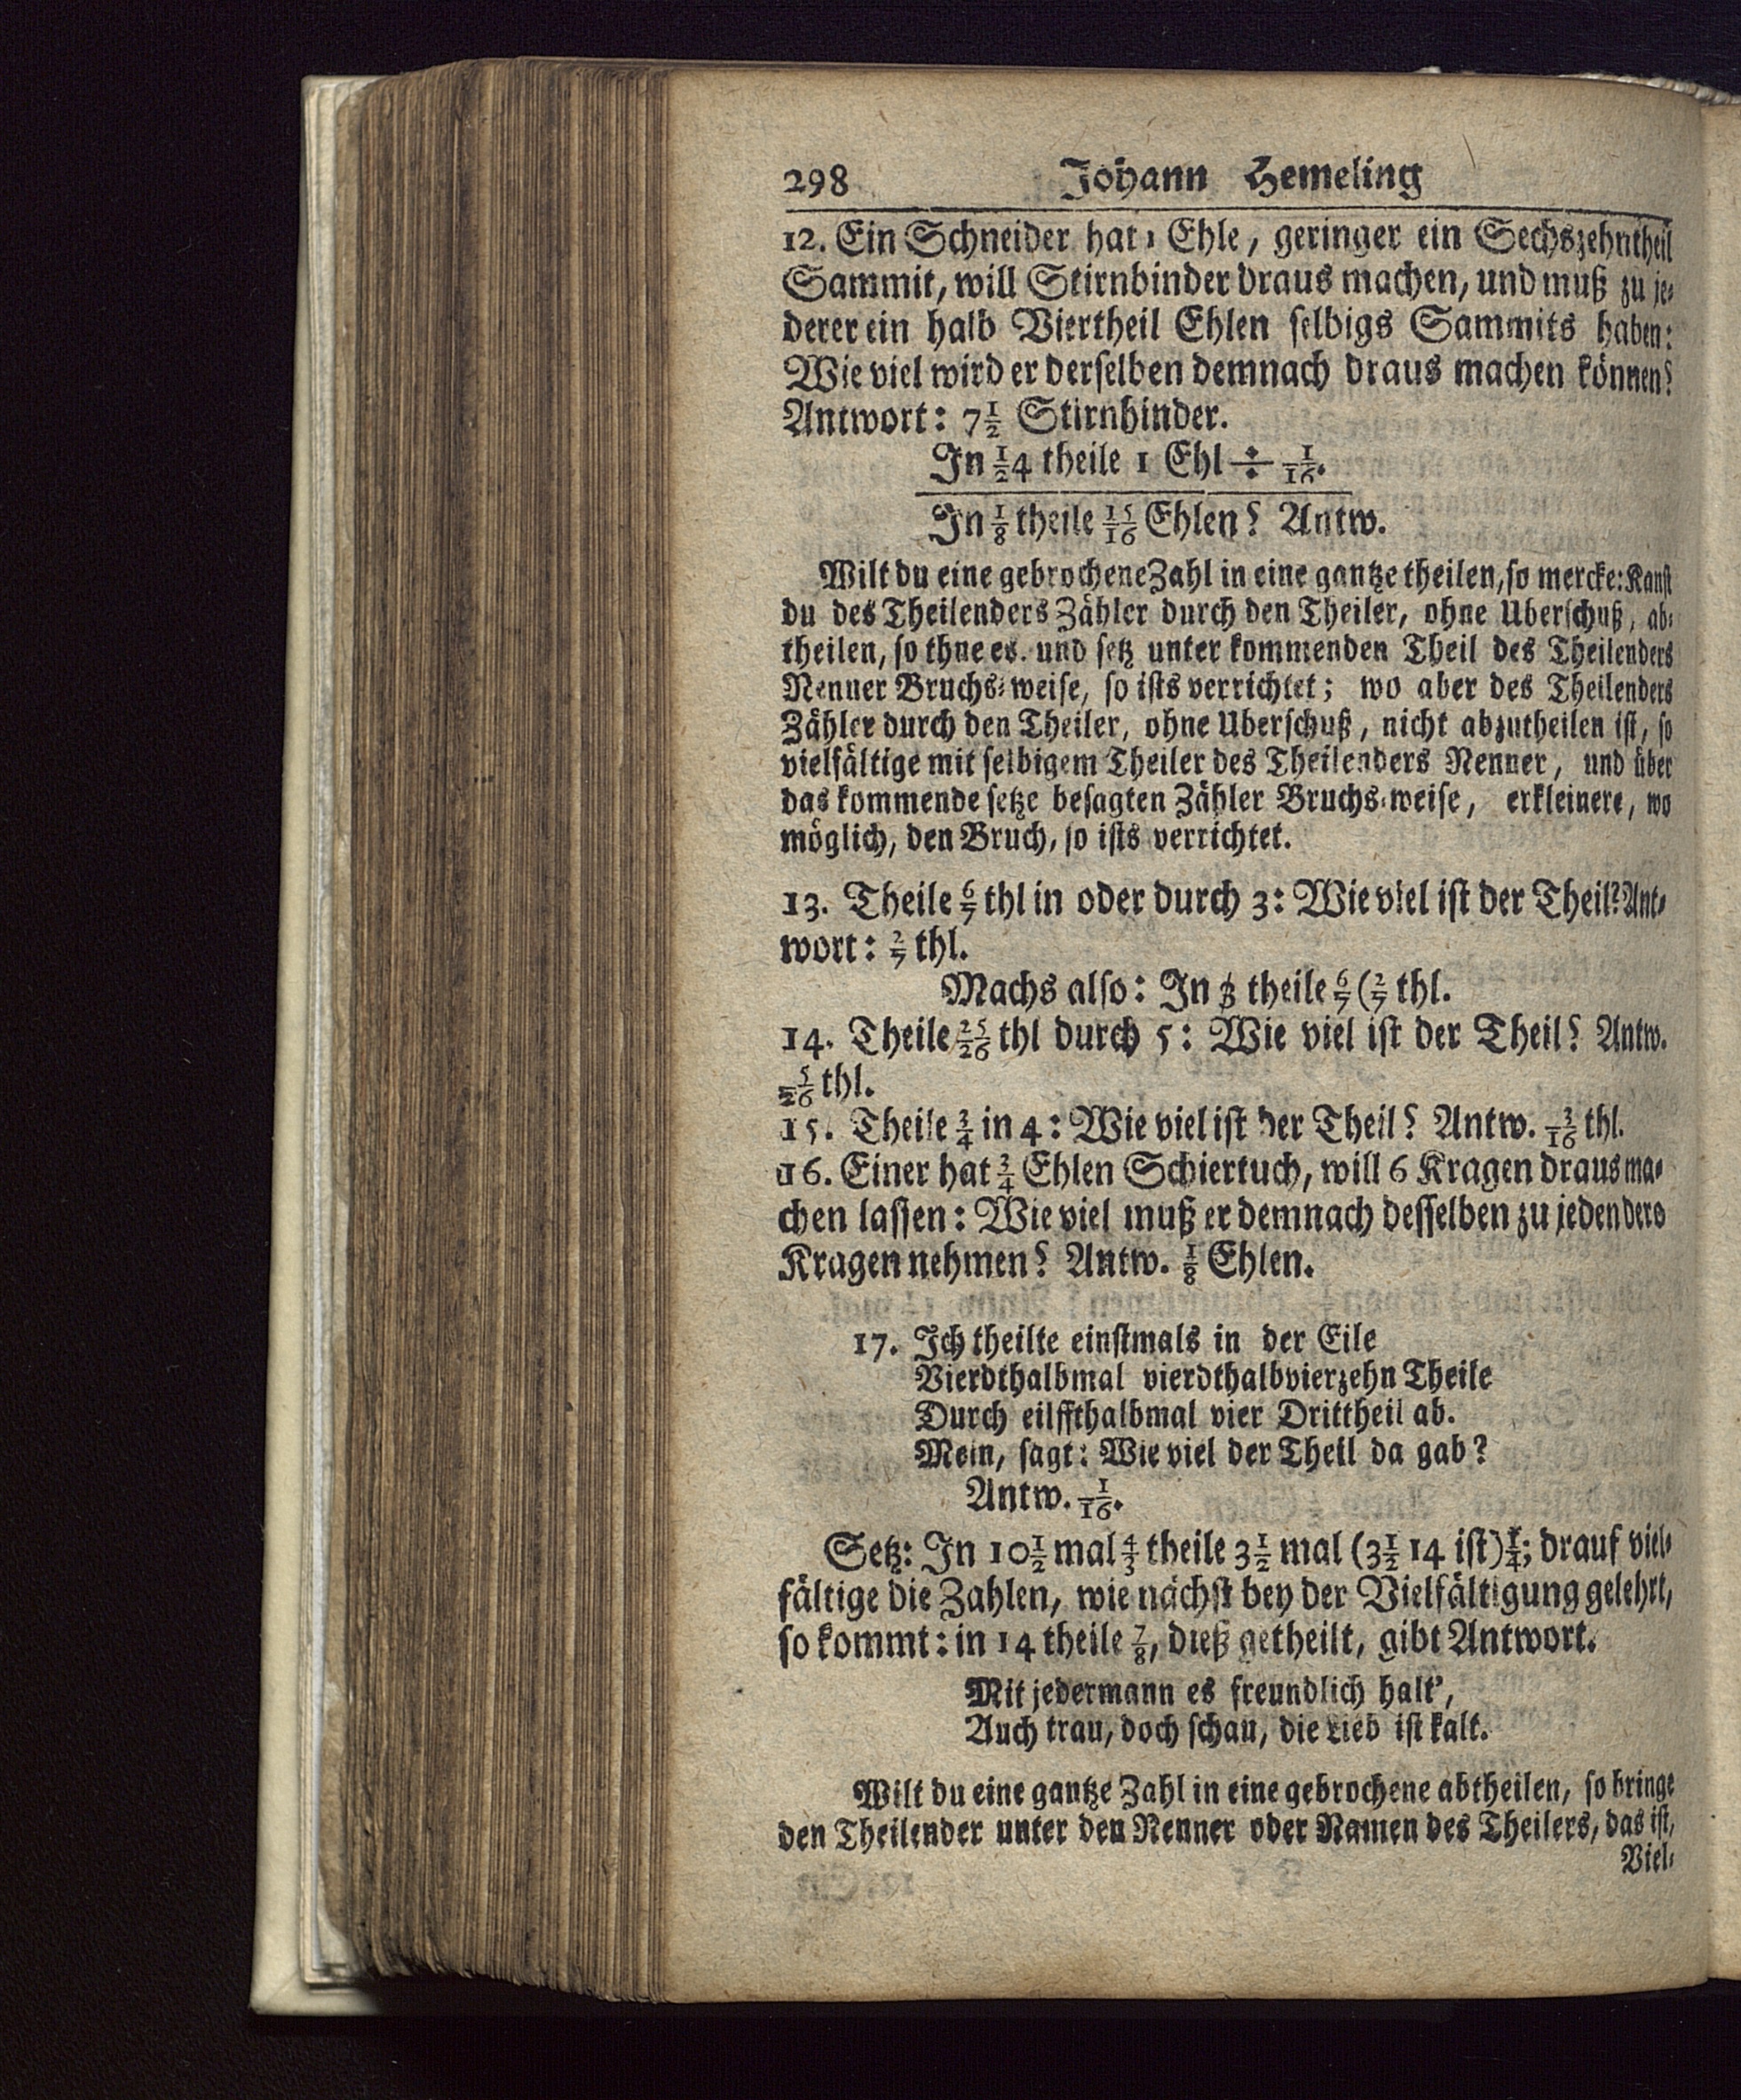 298 Johann Hemeling
12. Ein Schneider hat 1 Ehle, geringer ein Sechszehntheil
Sammit, will Stirnbinder draus machen, und muß zu je-
derer ein halb Viertheil Ehlen selbigs Sammits haben:
Wie viel wird er derselben demnach draus machen können?
Antwort: 7 1/2 Stirnbinder.
In 1/2 4 theile 1 Ehl ÷ 1/16.
In 1/8 theile 15/16 Ehlen? Antw.
Wilt du eine gebrochene Zahl in eine gantze theilen, so mercke: Kanst
du des Theilenders Zähler durch den Theiler, ohne Uberschuß, ab-
theilen, so thue es. und setz unter kommenden Theil des Theilenders
Nenner Bruchs-weise, so ists verrichtet; wo aber des Theilenders
Zähler durch den Theiler, ohne Uberschuß, nicht abzutheilen ist, so
vielfältige mit selbigem Theiler des Theilenders Nenner, und über
das kommende setze besagten Zähler Bruchs-weise, erkleinere, wo
möglich, den Bruch, so ists verrichtet.
13. Theile 6/7 thl in oder durch 3: Wie viel ist der Theil? Ant-
wort: 2/7 thl.
Machs also: In 3 theile 6/7 (2/7 thl.
14. Theile 25/26 thl durch 5: Wie viel ist der Theil? Antw.
5/26 thl.
15. Theile 3/4 in 4: Wie viel ist der Theil? Antw. 3/16 thl.
16. Einer hat 3/4 Ehlen Schiertuch, will 6 Kragen draus ma-
chen lassen: Wie viel muß er demnach desselben zu jeden dero
Kragen nehmen? Antw. 1/8 Ehlen.
17. Ich theilte einstmals in der Eile
Vierdthalbmal vierdthalbvierzehn Theile
Durch eilffthalbmal vier Drittheil ab.
Mein, sagt: Wie viel der Theil da gab?
Antw. 1/16.
Setz: In 10 1/2 mal 4/3 theile 3 1/2 mal (3 1/2 14 ist) 1/4; drauf viel-
fältige die Zahlen, wie nächst bey der Vielfältigung gelehrt,
so kommt: in 14 theile 7/8, dieß getheilt, gibt Antwort.
Mit jedermann es freundlich halt',
Auch trau, doch schau, die Lieb ist kalt.
Wilt du eine gantze Zahl in eine gebrochene abtheilen, so bringe
den Theilender unter den Nenner oder Namen des Theilers, das ist,
Viel-